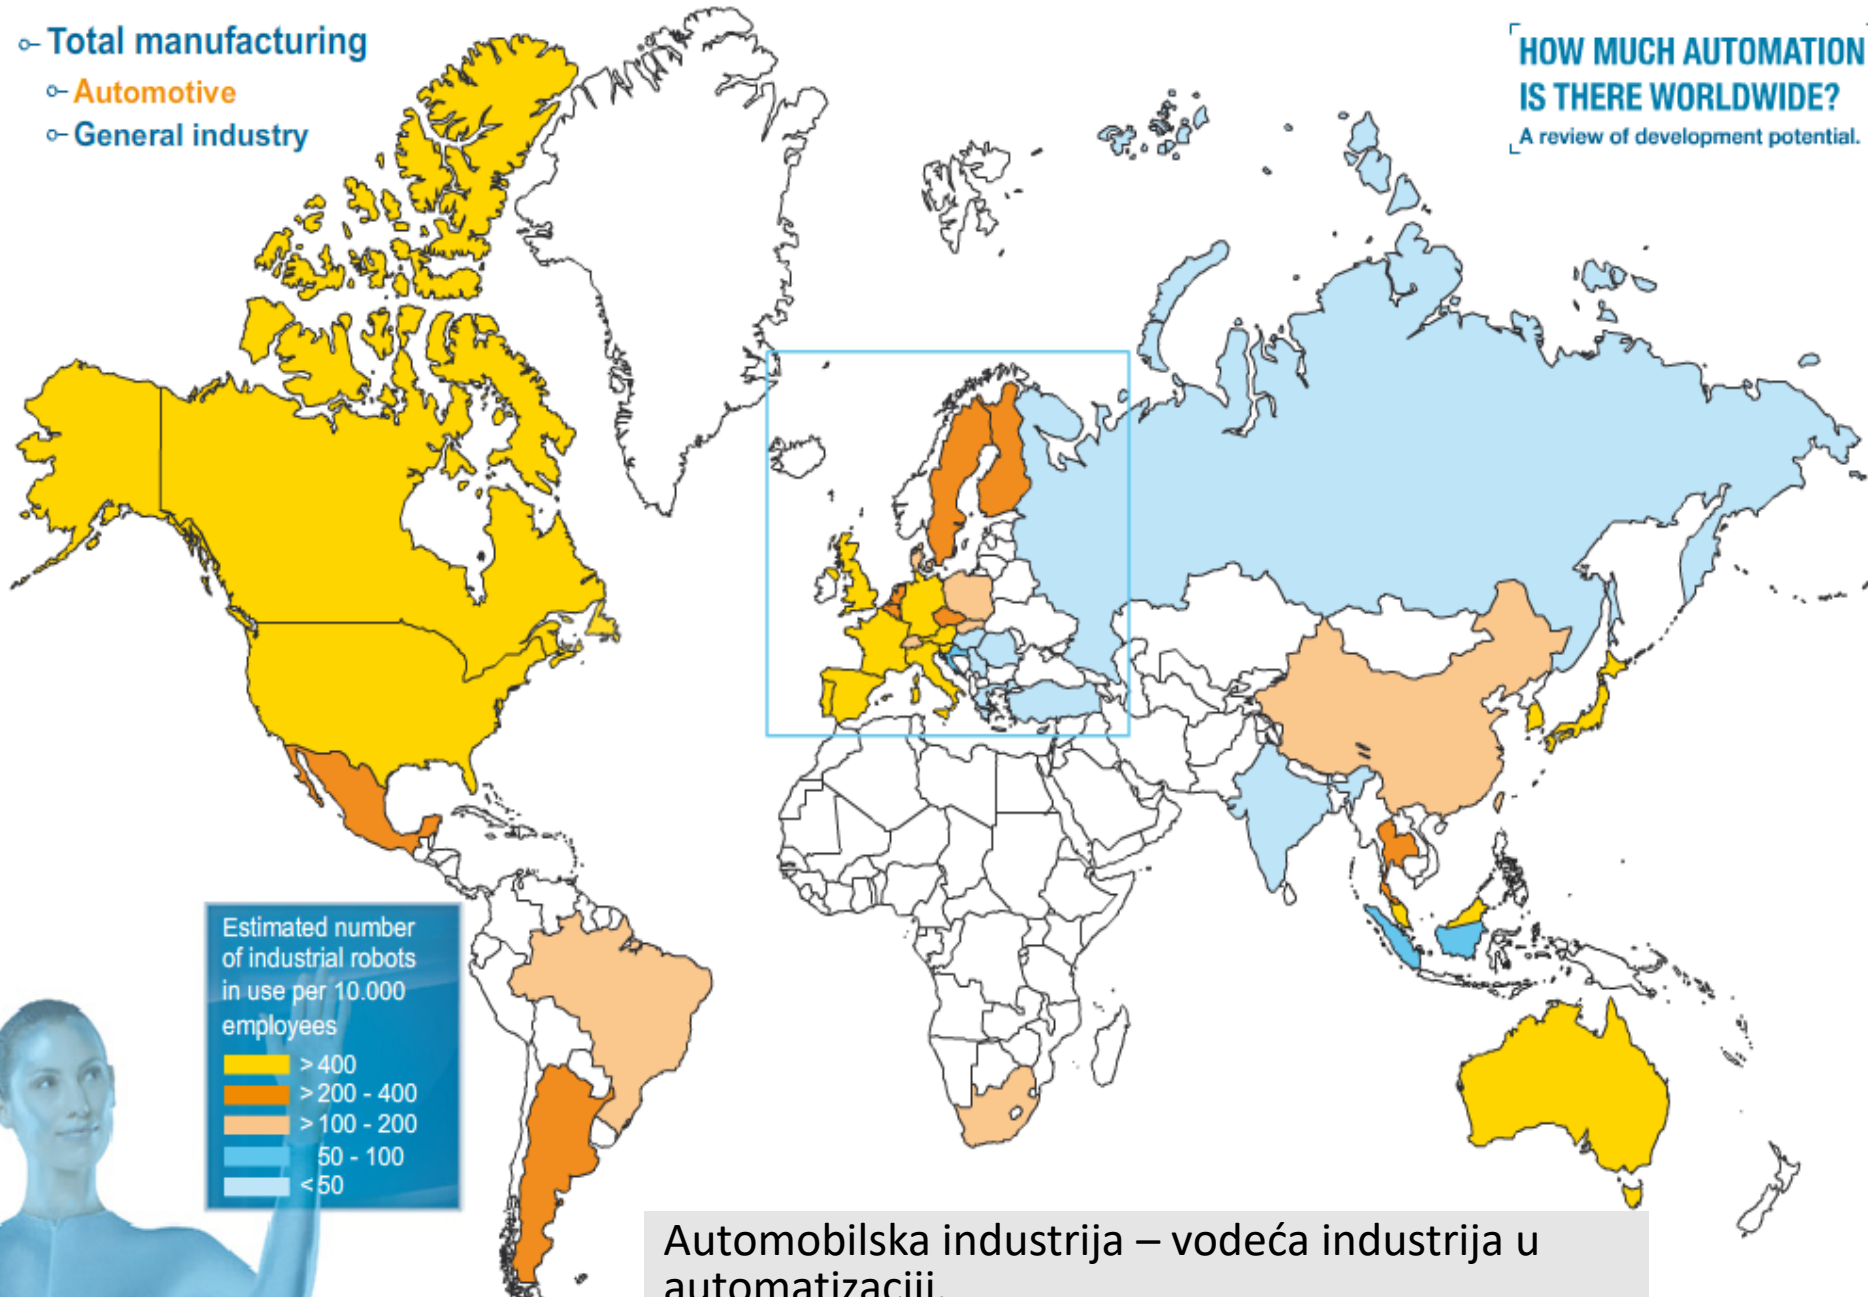 Total manufacturing
Automotive
General industry
HOW MUCH AUTOMATION
IS THERE WORLDWIDE?
A review of development potential.
Estimated number
of industrial robots
in use per 10.000
employees
> 400
> 200 - 400
> 100 - 200
50 - 100
< 50
Automobilska industrija – vodeća industrija u
automatizaciji.